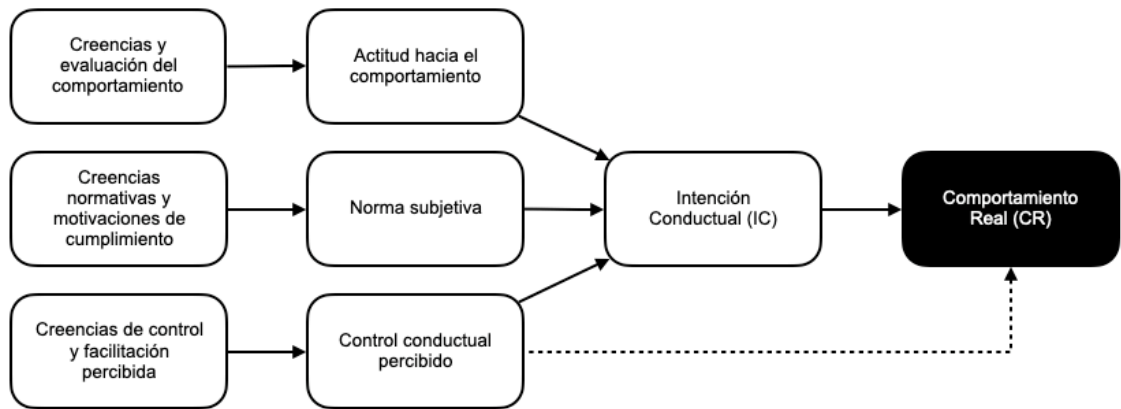 Creencias y
evaluación del
comportamiento
Actitud hacia el
comportamiento
Creencias
normativas y
motivaciones de
cumplimiento
Norma subjetiva
Intención
Conductual (IC)
Comportamiento
Real (CR)
Creencias de control
y facilitación
percibida
Control conductual
percibido